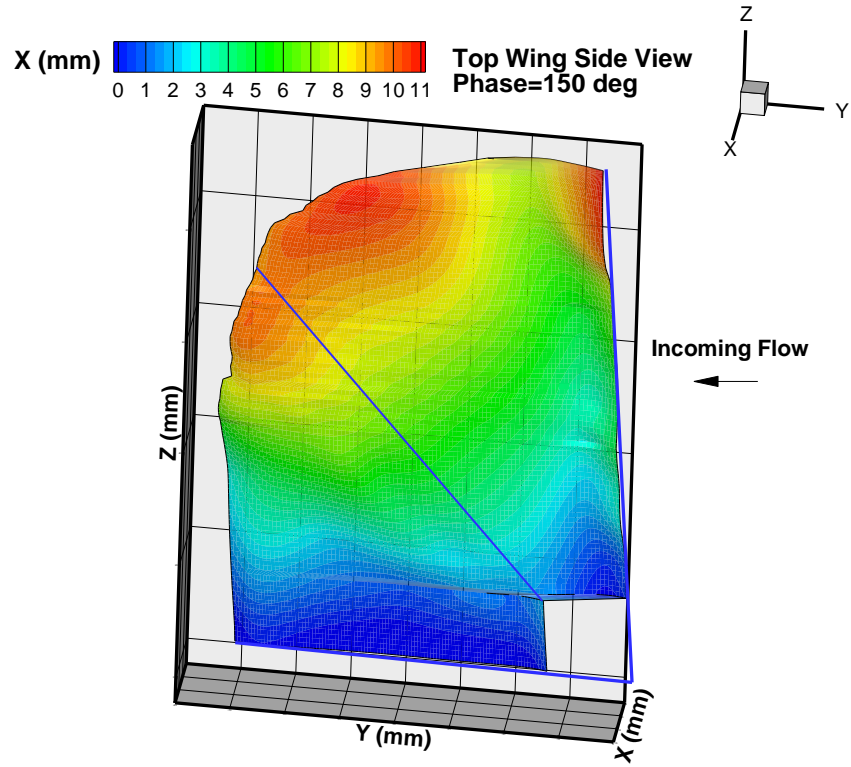 X (mm)
0 1 2 3 4 5 6 7 8 9 10 11
Top Wing Side View
Phase=150 deg
Z
Y
X
Incoming Flow
Z (mm)
Y (mm)
X (mm)